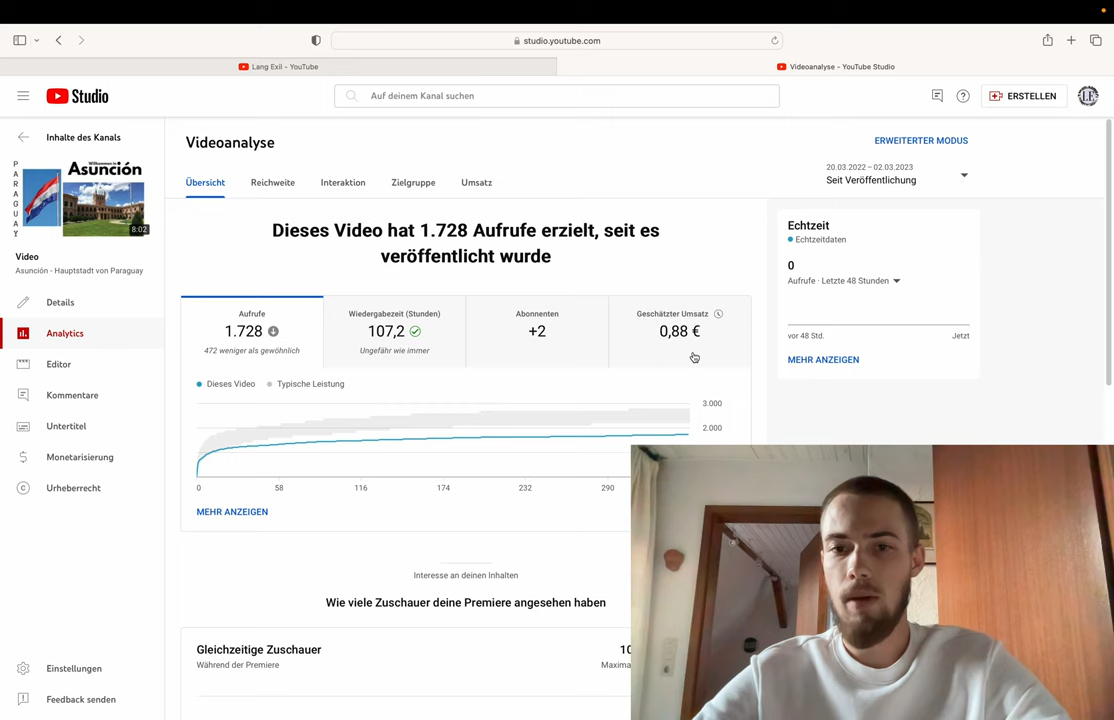 studio.youtube.com
Lang Exil – YouTube
Videoanalyse – YouTube Studio
Studio
Auf deinem Kanal suchen
ERSTELLEN
Inhalte des Kanals
PARAGUAY
Willkommen in
Asunción
8:02
Video
Asunción - Hauptstadt von Paraguay
Details
Analytics
Editor
Kommentare
Untertitel
Monetarisierung
Urheberrecht
Einstellungen
Feedback senden
Videoanalyse
ERWEITERTER MODUS
Übersicht
Reichweite
Interaktion
Zielgruppe
Umsatz
20.03.2022 – 02.03.2023
Seit Veröffentlichung
Dieses Video hat 1.728 Aufrufe erzielt, seit es
veröffentlicht wurde
Aufrufe
1.728
472 weniger als gewöhnlich
Wiedergabezeit (Stunden)
107,2
Ungefähr wie immer
Abonnenten
+2
Geschätzter Umsatz
0,88 €
Dieses Video
Typische Leistung
3.000
2.000
0
58
116
174
232
290
MEHR ANZEIGEN
Interesse an deinen Inhalten
Wie viele Zuschauer deine Premiere angesehen haben
Gleichzeitige Zuschauer
Während der Premiere
10
Maxima
Echtzeit
Echtzeitdaten
0
Aufrufe · Letzte 48 Stunden
vor 48 Std.
Jetzt
MEHR ANZEIGEN